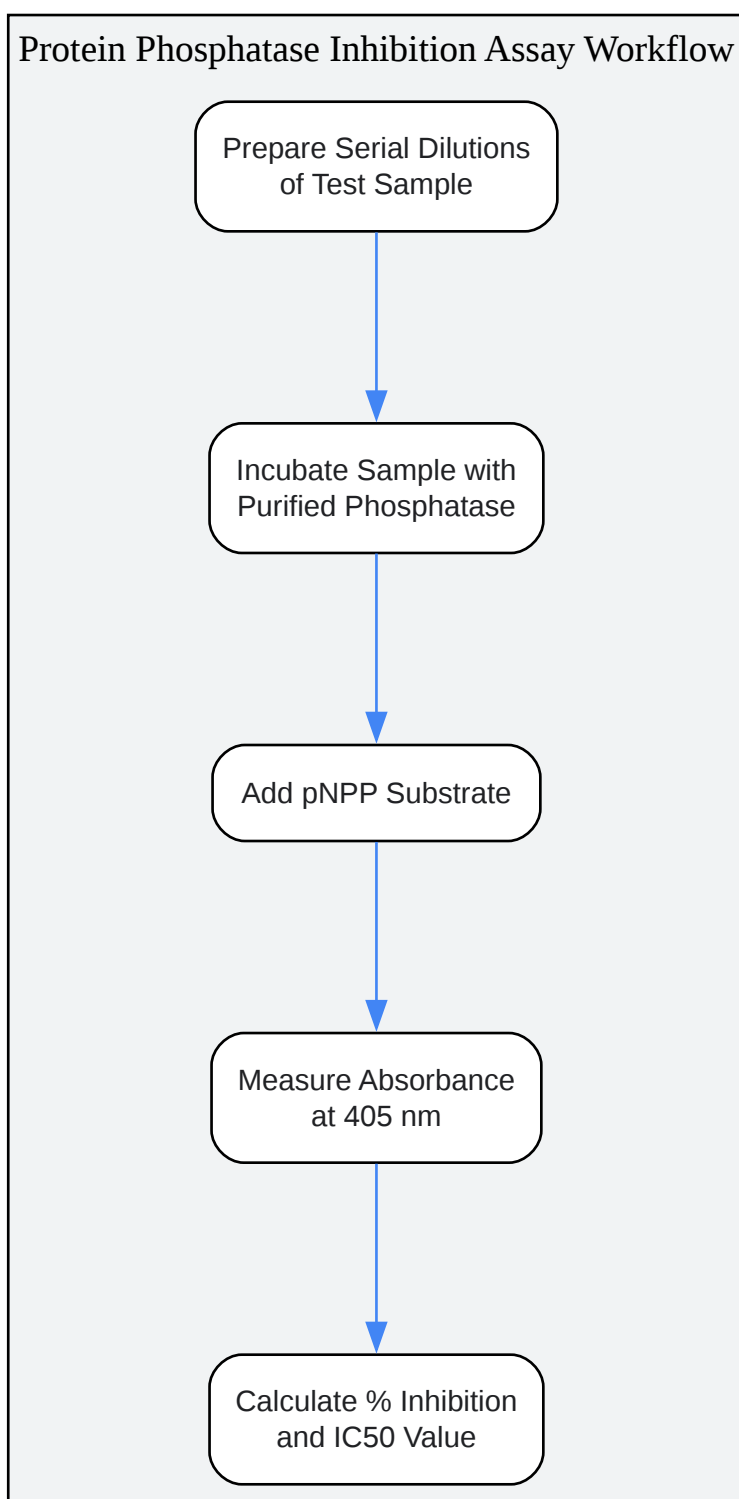 Protein Phosphatase Inhibition Assay Workflow
Prepare Serial Dilutions
of Test Sample
Incubate Sample with
Purified Phosphatase
Add pNPP Substrate
Measure Absorbance
at 405 nm
Calculate % Inhibition
and IC50 Value